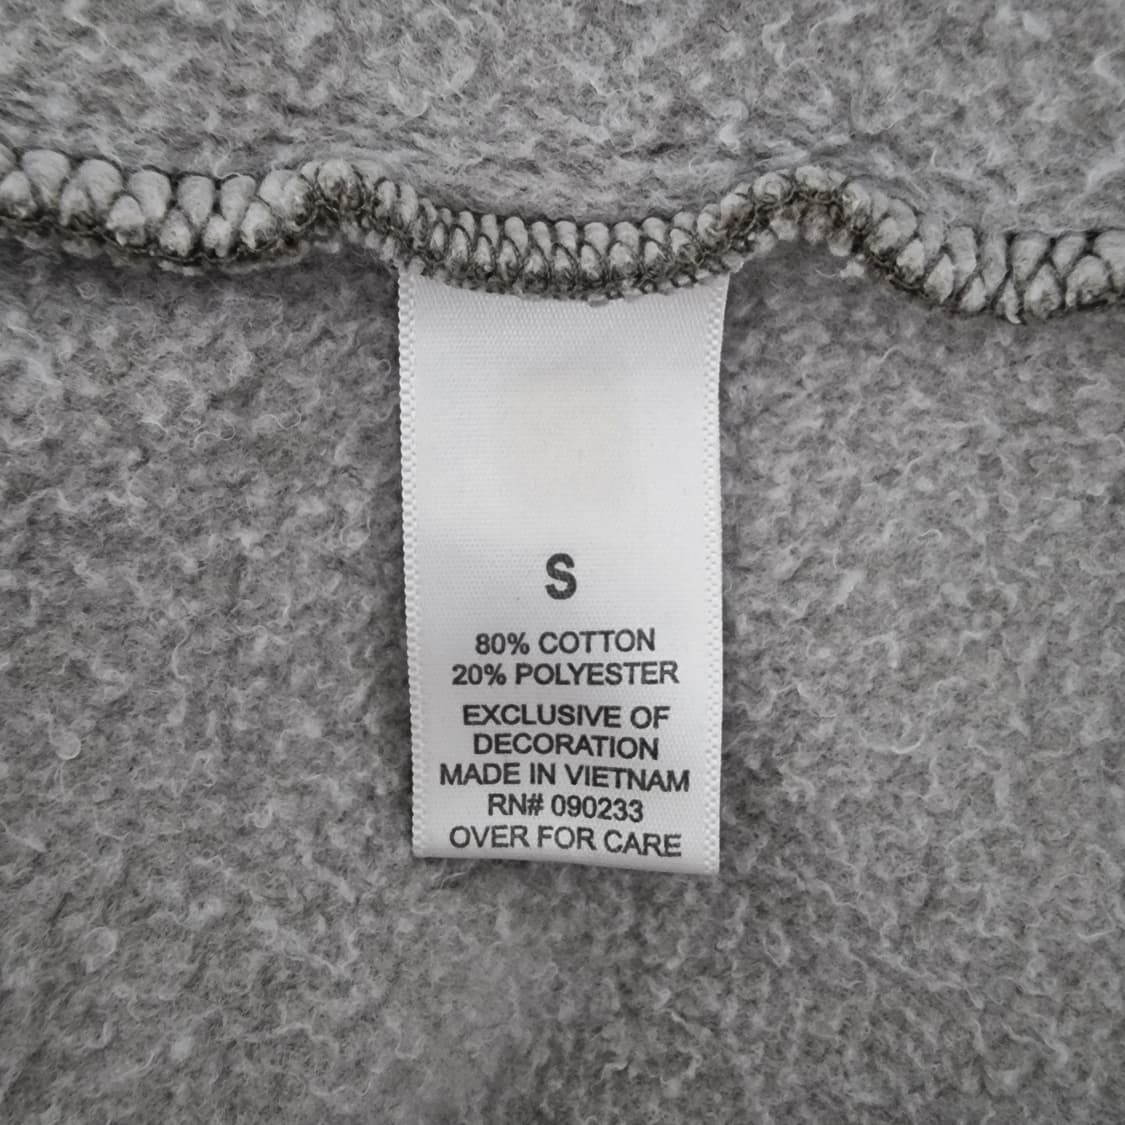 S
80% COTTON
20% POLYESTER
EXCLUSIVE OF
DECORATION
MADE IN VIETNAM
RN# 090233
OVER FOR CARE